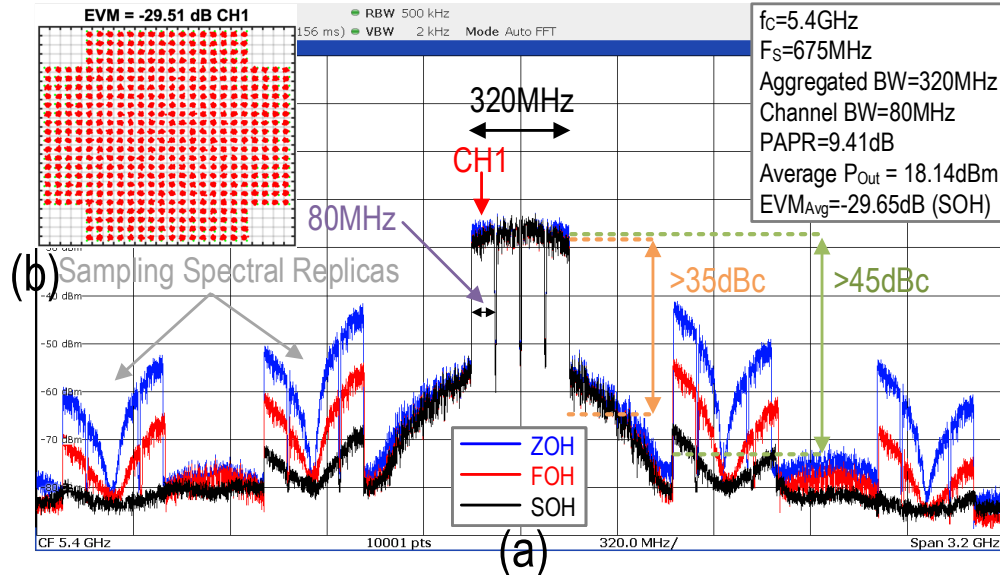 EVM = -29.51 dB CH1
RBW 500 kHz
156 ms) VBW 2 kHz Mode Auto FFT
fC=5.4GHz
FS=675MHz
Aggregated BW=320MHz
Channel BW=80MHz
PAPR=9.41dB
Average POut = 18.14dBm
EVMAvg=-29.65dB (SOH)
320MHz
CH1
80MHz
(b)
Sampling Spectral Replicas
>35dBc
>45dBc
-40 dBm
-50 dBm
-60 dBm
-70 dBm
ZOH
FOH
SOH
CF 5.4 GHz
10001 pts
320.0 MHz/
Span 3.2 GHz
(a)